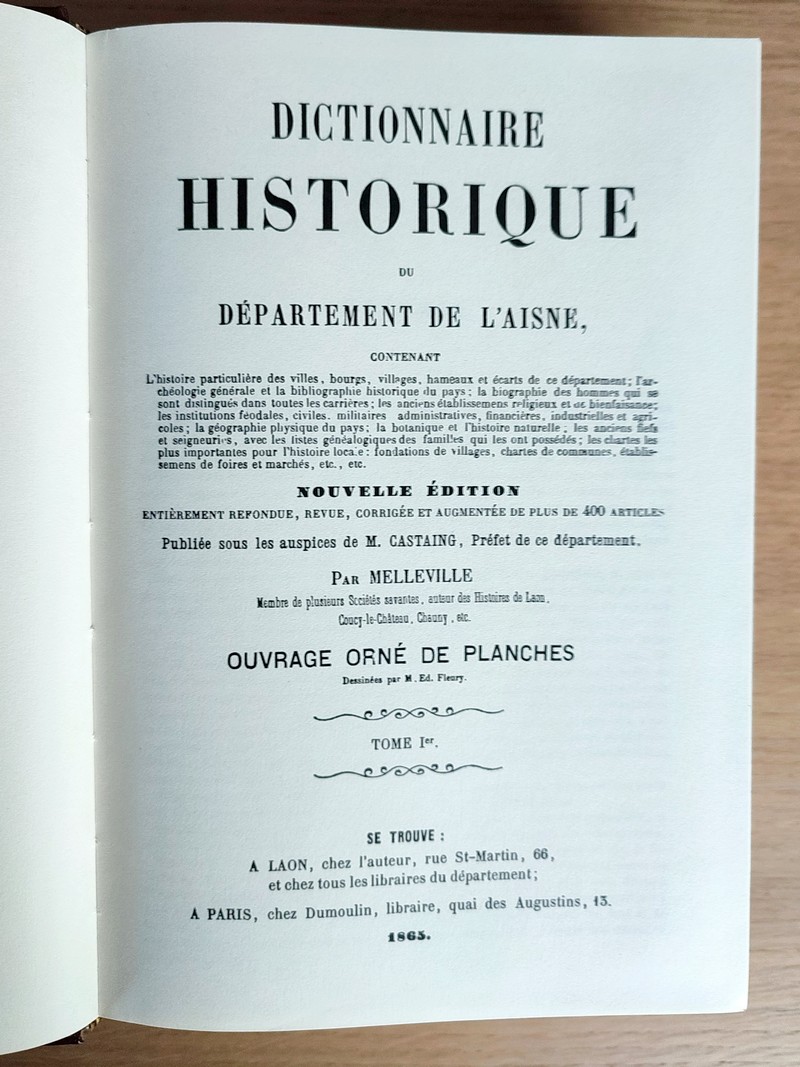 DICTIONNAIRE
HISTORIQUE
DU
DÉPARTEMENT DE L'AISNE,
CONTENANT
L'histoire particulière des villes, bourgs, villages, hameaux et écarts de ce département; l'ar-
chéologie générale et la bibliographie historique du pays; la biographie des hommes qui se
sont distingués dans toutes les carrières; les anciens établissemens religieux et de bienfaisance;
les institutions féodales, civiles. militaires administratives, financières, industrielles et agri-
coles; la géographie physique du pays; la botanique et l'histoire naturelle; les anciens fiefs
et seigneuries, avec les listes généalogiques des familles qui les ont possédés; les chartes les
plus importantes pour l'histoire locale: fondations de villages, chartes de communes, établis-
semens de foires et marchés, etc., etc.
NOUVELLE ÉDITION
ENTIÈREMENT REFONDUE, REVUE, CORRIGÉE ET AUGMENTÉE DE PLUS DE 400 ARTICLES
Publiée sous les auspices de M. CASTAING, Préfet de ce département.
PAR MELLEVILLE
Membre de plusieurs Sociétés savantes, auteur des Histoires de Laon,
Coucy-le-Château, Chauny, etc.
OUVRAGE ORNÉ DE PLANCHES
Dessinées par M. Ed. Fleury.
TOME Ier.
SE TROUVE :
A LAON, chez l'auteur, rue St-Martin, 66,
et chez tous les libraires du département;
A PARIS, chez Dumoulin, libraire, quai des Augustins, 13.
1865.